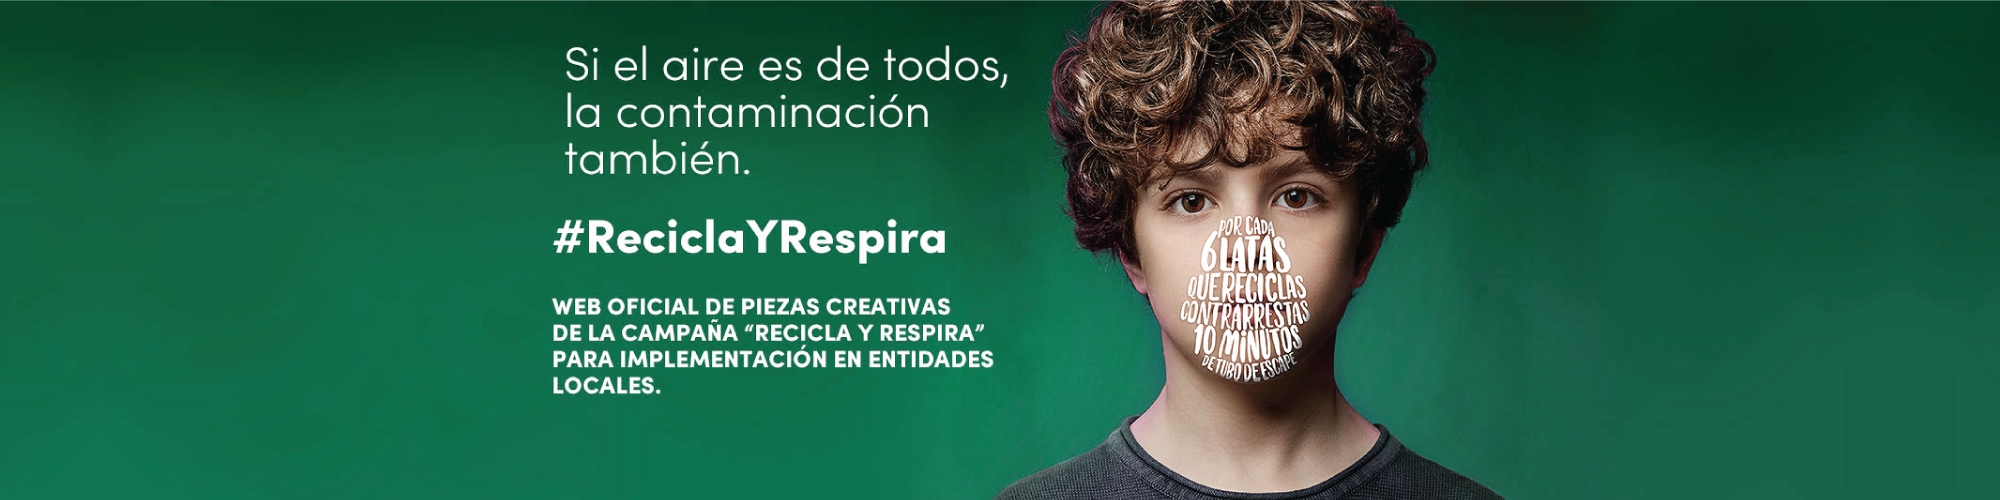 Si el aire es de todos,
la contaminación
también.
#ReciclaYRespira
WEB OFICIAL DE PIEZAS CREATIVAS
DE LA CAMPAÑA “RECICLA Y RESPIRA”
PARA IMPLEMENTACIÓN EN ENTIDADES
LOCALES.
POR CADA
6 LATAS
QUE RECICLAS
CONTRARRESTAS
10 MINUTOS
DE TUBO DE ESCAPE